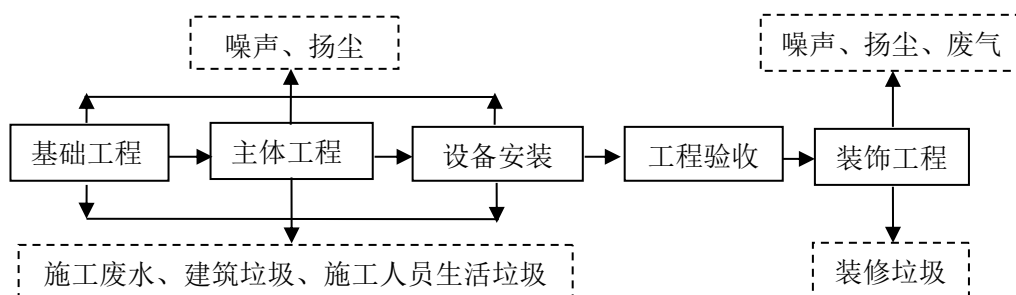 噪声、扬尘
噪声、扬尘、废气
基础工程
主体工程
设备安装
工程验收
装饰工程
施工废水、建筑垃圾、施工人员生活垃圾
装修垃圾